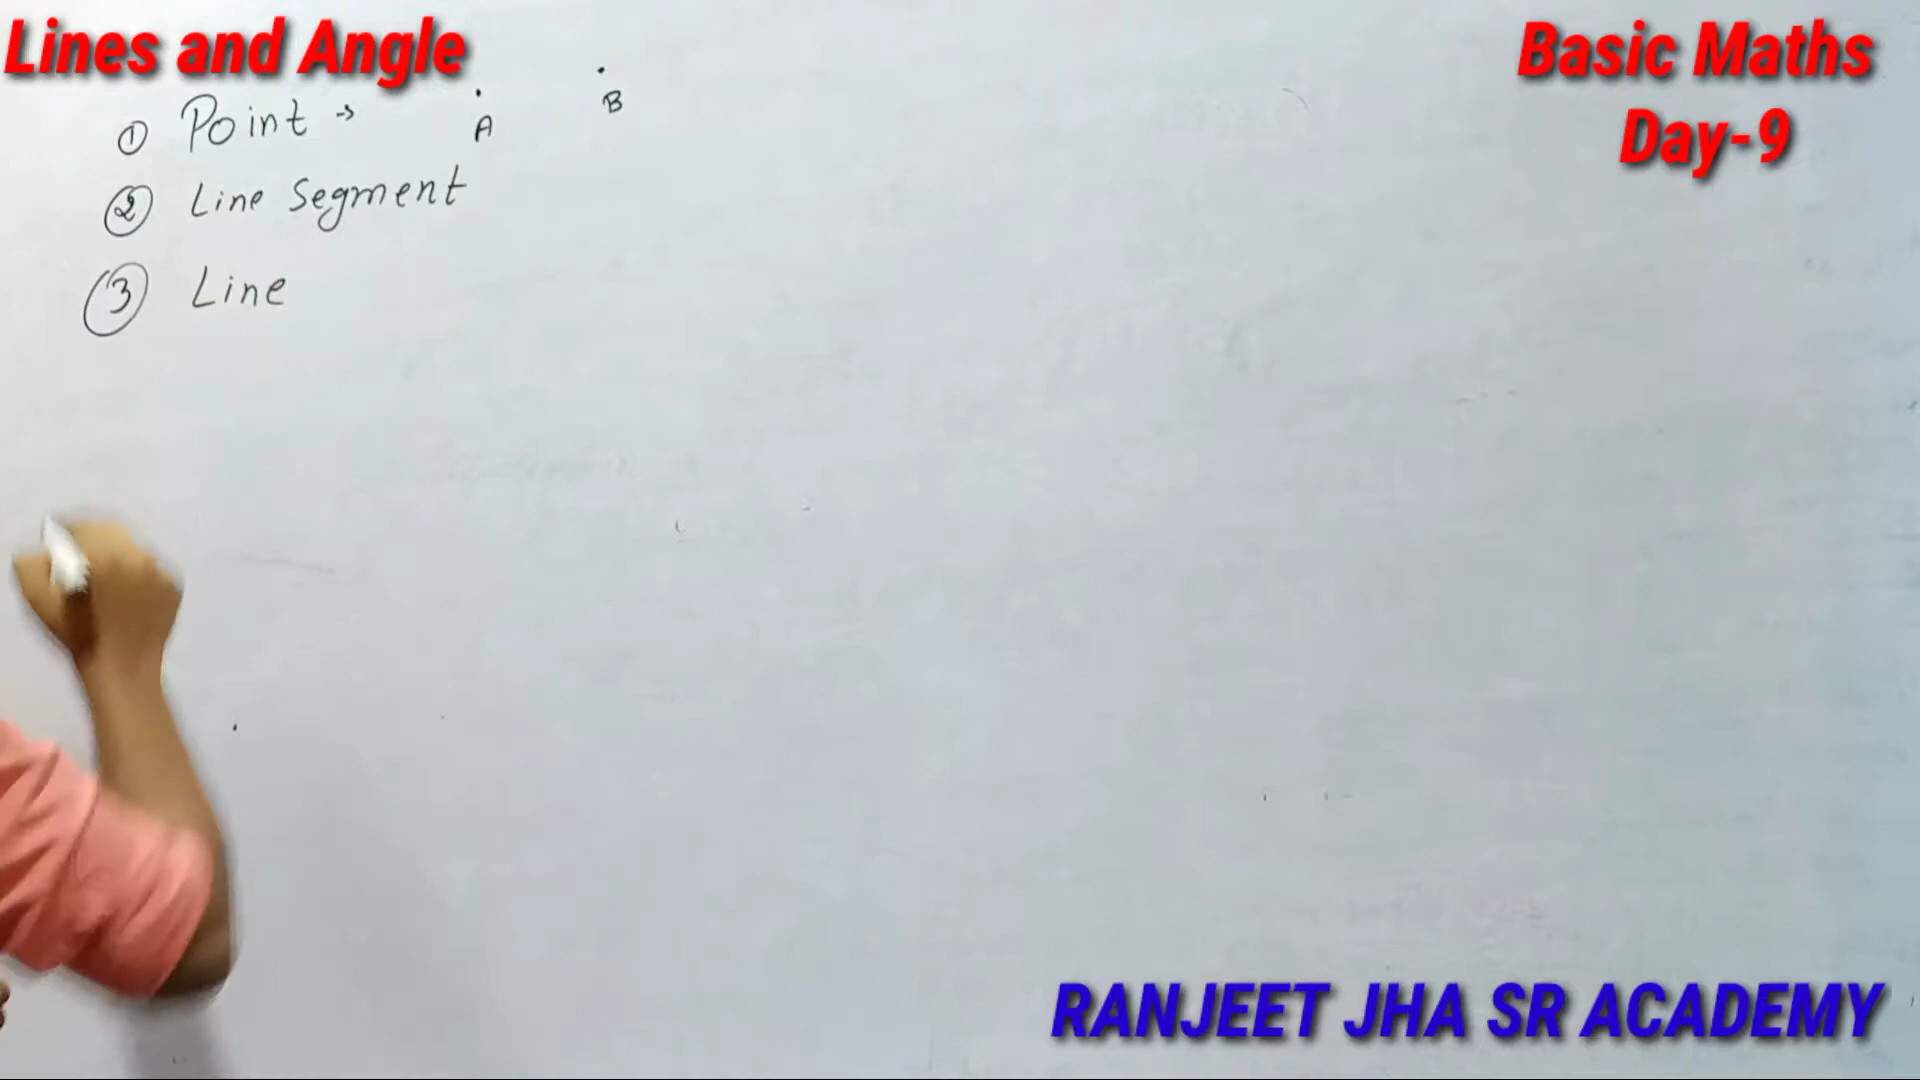 Lines and Angle
Basic Maths
Day-9
① Point → A B
② Line Segment
③ Line
RANJEET JHA SR ACADEMY